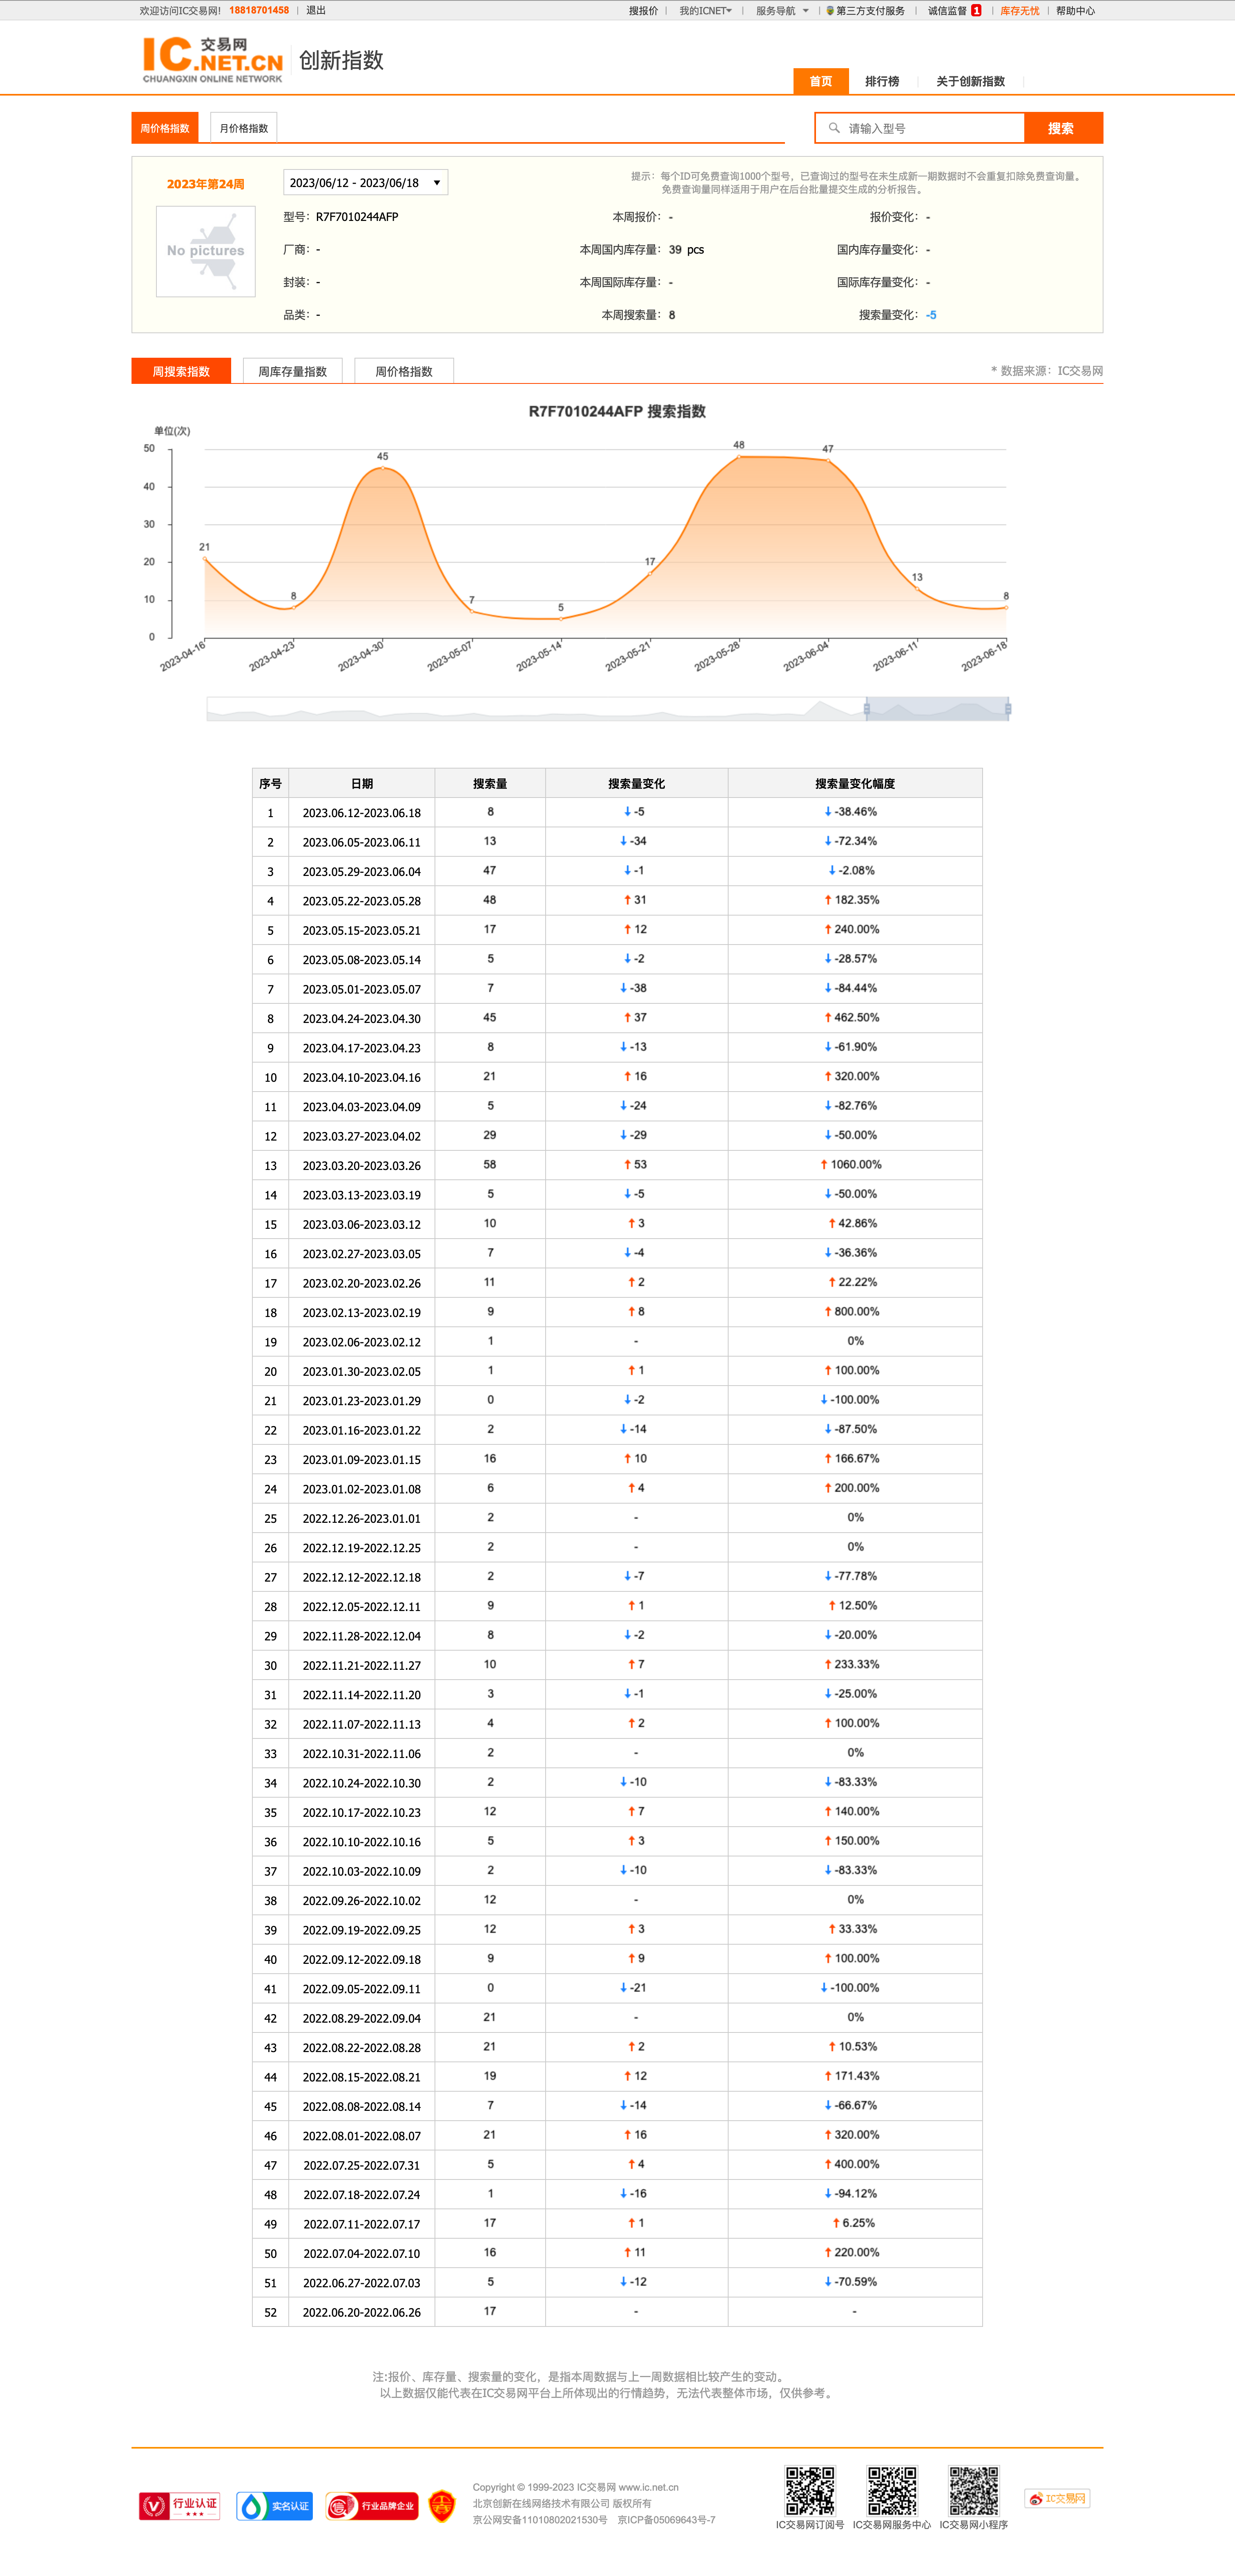 欢迎访问IC交易网! 18818701458 | 退出 搜报价 | 我的ICNET | 服务导航 | 第三方支付服务 | 诚信监督 1 | 库存无忧 | 帮助中心
IC 交易网 .NET.CN 创新指数
CHUANGXIN ONLINE NETWORK
首页 排行榜 关于创新指数
周价格指数 月价格指数 请输入型号 搜索
2023年第24周 2023/06/12 - 2023/06/18 提示：每个ID可免费查询1000个型号，已查询过的型号在未生成新一期数据时不会重复扣除免费查询量。
免费查询量同样适用于用户在后台批量提交生成的分析报告。
No pictures
型号：R7F7010244AFP 本周报价：- 报价变化：-
厂商：- 本周国内库存量：39 pcs 国内库存量变化：-
封装：- 本周国际库存量：- 国际库存量变化：-
品类：- 本周搜索量：8 搜索量变化：-5
周搜索指数 周库存量指数 周价格指数 * 数据来源：IC交易网
R7F7010244AFP 搜索指数
单位(次)
50
40
30
20
10
0
21 8 45 7 5 17 48 47 13 8
2023-04-16 2023-04-23 2023-04-30 2023-05-07 2023-05-14 2023-05-21 2023-05-28 2023-06-04 2023-06-11 2023-06-18
序号 日期 搜索量 搜索量变化 搜索量变化幅度
1 2023.06.12-2023.06.18 8 ↓ -5 ↓ -38.46%
2 2023.06.05-2023.06.11 13 ↓ -34 ↓ -72.34%
3 2023.05.29-2023.06.04 47 ↓ -1 ↓ -2.08%
4 2023.05.22-2023.05.28 48 ↑ 31 ↑ 182.35%
5 2023.05.15-2023.05.21 17 ↑ 12 ↑ 240.00%
6 2023.05.08-2023.05.14 5 ↓ -2 ↓ -28.57%
7 2023.05.01-2023.05.07 7 ↓ -38 ↓ -84.44%
8 2023.04.24-2023.04.30 45 ↑ 37 ↑ 462.50%
9 2023.04.17-2023.04.23 8 ↓ -13 ↓ -61.90%
10 2023.04.10-2023.04.16 21 ↑ 16 ↑ 320.00%
11 2023.04.03-2023.04.09 5 ↓ -24 ↓ -82.76%
12 2023.03.27-2023.04.02 29 ↓ -29 ↓ -50.00%
13 2023.03.20-2023.03.26 58 ↑ 53 ↑ 1060.00%
14 2023.03.13-2023.03.19 5 ↓ -5 ↓ -50.00%
15 2023.03.06-2023.03.12 10 ↑ 3 ↑ 42.86%
16 2023.02.27-2023.03.05 7 ↓ -4 ↓ -36.36%
17 2023.02.20-2023.02.26 11 ↑ 2 ↑ 22.22%
18 2023.02.13-2023.02.19 9 ↑ 8 ↑ 800.00%
19 2023.02.06-2023.02.12 1 - 0%
20 2023.01.30-2023.02.05 1 ↑ 1 ↑ 100.00%
21 2023.01.23-2023.01.29 0 ↓ -2 ↓ -100.00%
22 2023.01.16-2023.01.22 2 ↓ -14 ↓ -87.50%
23 2023.01.09-2023.01.15 16 ↑ 10 ↑ 166.67%
24 2023.01.02-2023.01.08 6 ↑ 4 ↑ 200.00%
25 2022.12.26-2023.01.01 2 - 0%
26 2022.12.19-2022.12.25 2 - 0%
27 2022.12.12-2022.12.18 2 ↓ -7 ↓ -77.78%
28 2022.12.05-2022.12.11 9 ↑ 1 ↑ 12.50%
29 2022.11.28-2022.12.04 8 ↓ -2 ↓ -20.00%
30 2022.11.21-2022.11.27 10 ↑ 7 ↑ 233.33%
31 2022.11.14-2022.11.20 3 ↓ -1 ↓ -25.00%
32 2022.11.07-2022.11.13 4 ↑ 2 ↑ 100.00%
33 2022.10.31-2022.11.06 2 - 0%
34 2022.10.24-2022.10.30 2 ↓ -10 ↓ -83.33%
35 2022.10.17-2022.10.23 12 ↑ 7 ↑ 140.00%
36 2022.10.10-2022.10.16 5 ↑ 3 ↑ 150.00%
37 2022.10.03-2022.10.09 2 ↓ -10 ↓ -83.33%
38 2022.09.26-2022.10.02 12 - 0%
39 2022.09.19-2022.09.25 12 ↑ 3 ↑ 33.33%
40 2022.09.12-2022.09.18 9 ↑ 9 ↑ 100.00%
41 2022.09.05-2022.09.11 0 ↓ -21 ↓ -100.00%
42 2022.08.29-2022.09.04 21 - 0%
43 2022.08.22-2022.08.28 21 ↑ 2 ↑ 10.53%
44 2022.08.15-2022.08.21 19 ↑ 12 ↑ 171.43%
45 2022.08.08-2022.08.14 7 ↓ -14 ↓ -66.67%
46 2022.08.01-2022.08.07 21 ↑ 16 ↑ 320.00%
47 2022.07.25-2022.07.31 5 ↑ 4 ↑ 400.00%
48 2022.07.18-2022.07.24 1 ↓ -16 ↓ -94.12%
49 2022.07.11-2022.07.17 17 ↑ 1 ↑ 6.25%
50 2022.07.04-2022.07.10 16 ↑ 11 ↑ 220.00%
51 2022.06.27-2022.07.03 5 ↓ -12 ↓ -70.59%
52 2022.06.20-2022.06.26 17 - -
注:报价、库存量、搜索量的变化，是指本周数据与上一周数据相比较产生的变动。
以上数据仅能代表在IC交易网平台上所体现出的行情趋势，无法代表整体市场，仅供参考。
行业认证 实名认证 行业品牌企业
Copyright © 1999-2023 IC交易网 www.ic.net.cn
北京创新在线网络技术有限公司 版权所有
京公网安备11010802021530号 京ICP备05069643号-7
IC交易网订阅号 IC交易网服务中心 IC交易网小程序
IC交易网